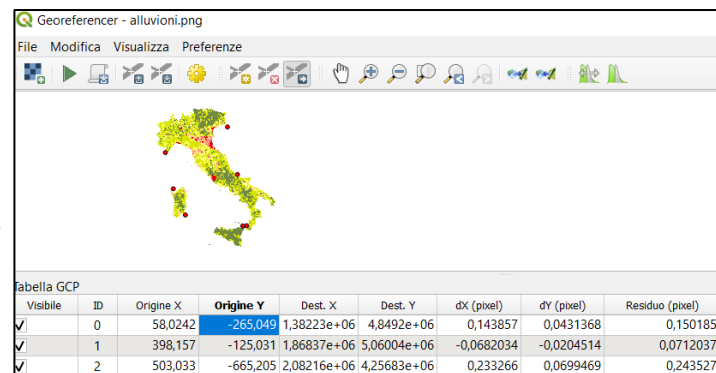 Georeferencer - alluvioni.png
File Modifica Visualizza Preferenze
Tabella GCP
Visibile ID Origine X Origine Y Dest. X Dest. Y dX (pixel) dY (pixel) Residuo (pixel)
0 58,0242 -265,049 1,38223e+06 4,8492e+06 0,143857 0,0431368 0,150185
1 398,157 -125,031 1,86837e+06 5,06004e+06 -0,0682034 -0,0204514 0,0712037
2 503,033 -665,205 2,08216e+06 4,25683e+06 0,233266 0,0699469 0,243527